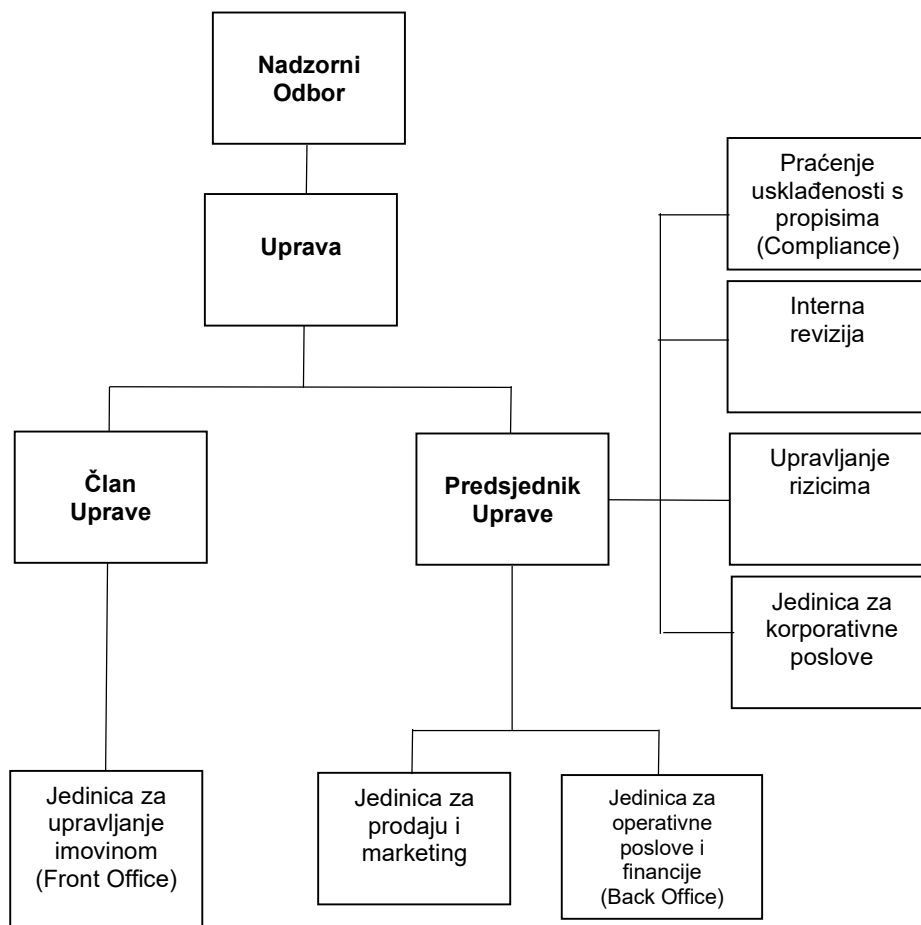 Nadzorni
Odbor
Uprava
Praćenje
usklađenosti s
propisima
(Compliance)
Interna
revizija
Član
Uprave
Predsjednik
Uprave
Upravljanje
rizicima
Jedinica za
korporativne
poslove
Jedinica za
upravljanje
imovinom
(Front Office)
Jedinica za
prodaju i
marketing
Jedinica za
operativne
poslove i
financije
(Back Office)